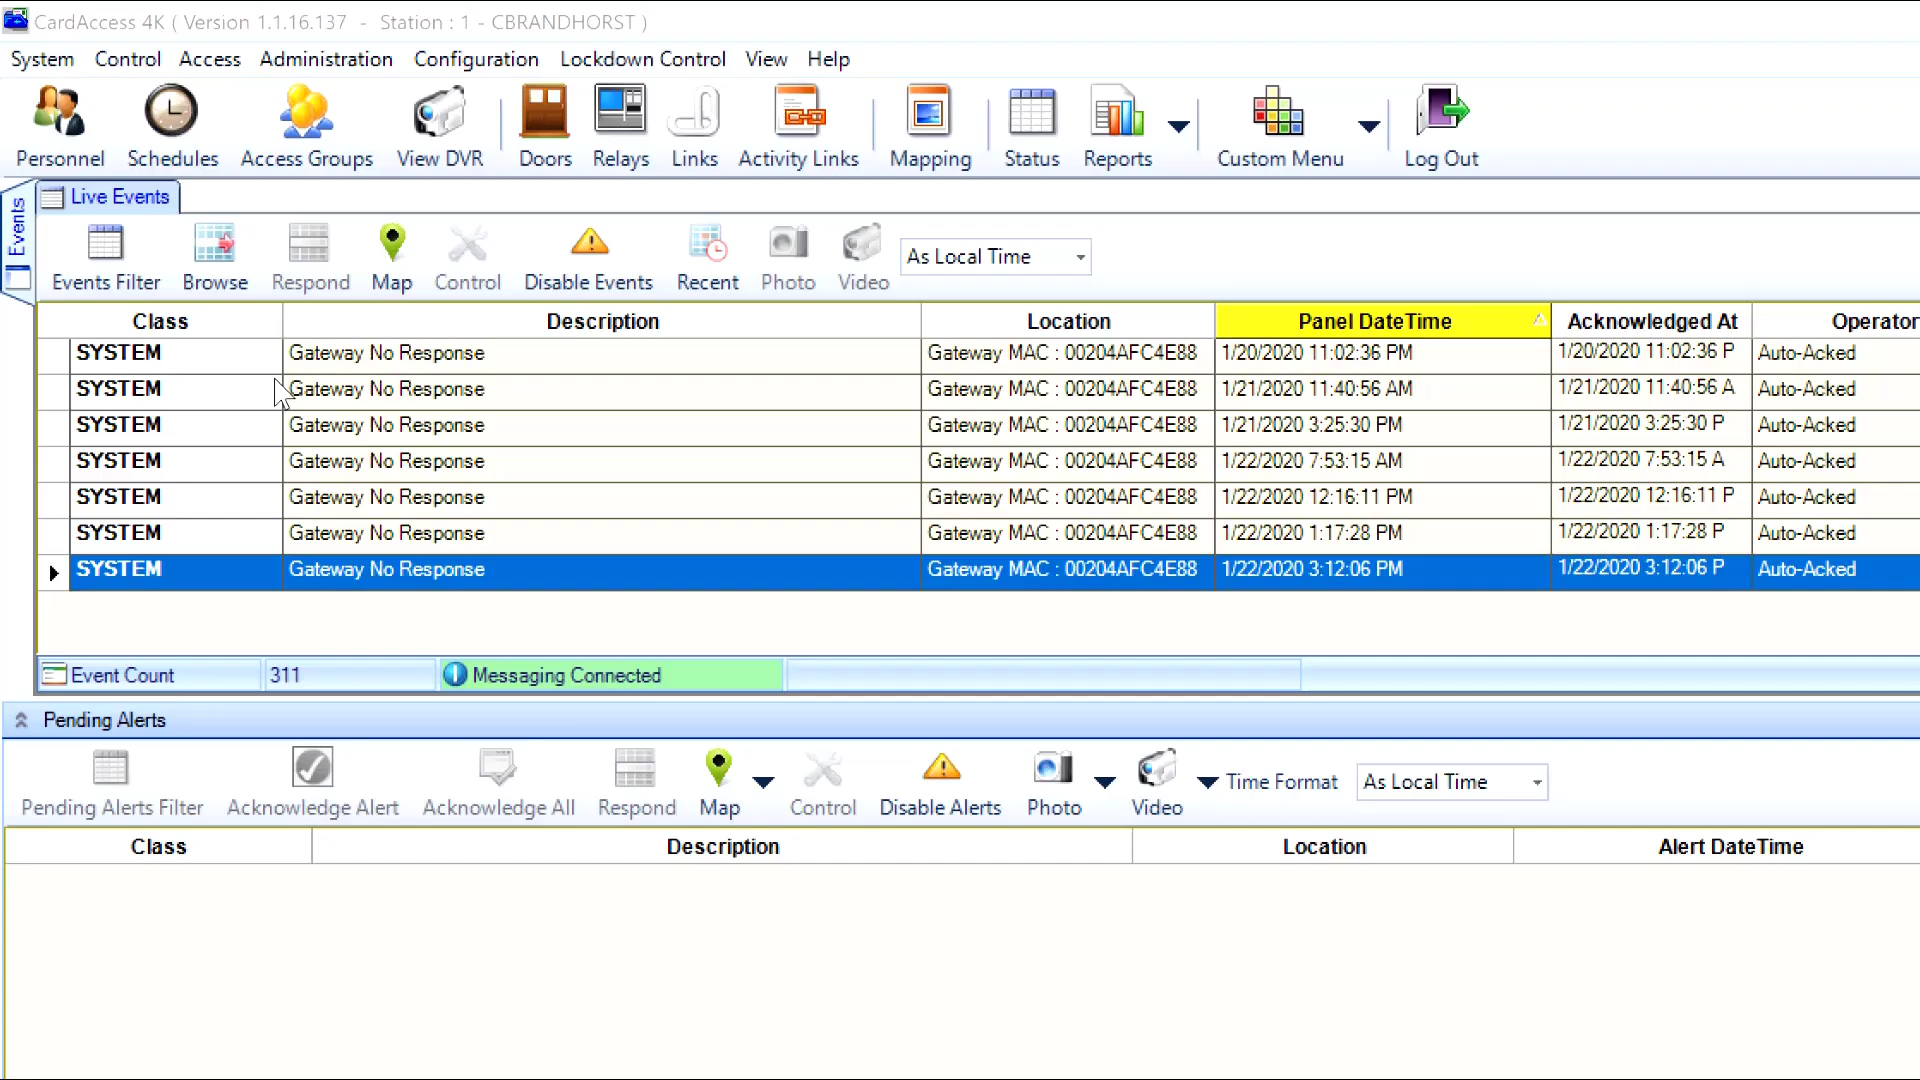 CardAccess 4K ( Version 1.1.16.137  -  Station : 1 - CBRANDHORST )
System Control Access Administration Configuration Lockdown Control View Help
Personnel Schedules Access Groups View DVR Doors Relays Links Activity Links Mapping Status Reports Custom Menu Log Out
Events
Live Events
Events Filter Browse Respond Map Control Disable Events Recent Photo Video As Local Time
Class Description Location Panel DateTime Acknowledged At Operator
SYSTEM Gateway No Response Gateway MAC : 00204AFC4E88 1/20/2020 11:02:36 PM 1/20/2020 11:02:36 P Auto-Acked
SYSTEM Gateway No Response Gateway MAC : 00204AFC4E88 1/21/2020 11:40:56 AM 1/21/2020 11:40:56 A Auto-Acked
SYSTEM Gateway No Response Gateway MAC : 00204AFC4E88 1/21/2020 3:25:30 PM 1/21/2020 3:25:30 P Auto-Acked
SYSTEM Gateway No Response Gateway MAC : 00204AFC4E88 1/22/2020 7:53:15 AM 1/22/2020 7:53:15 A Auto-Acked
SYSTEM Gateway No Response Gateway MAC : 00204AFC4E88 1/22/2020 12:16:11 PM 1/22/2020 12:16:11 P Auto-Acked
SYSTEM Gateway No Response Gateway MAC : 00204AFC4E88 1/22/2020 1:17:28 PM 1/22/2020 1:17:28 P Auto-Acked
SYSTEM Gateway No Response Gateway MAC : 00204AFC4E88 1/22/2020 3:12:06 PM 1/22/2020 3:12:06 P Auto-Acked
Event Count 311 Messaging Connected
Pending Alerts
Pending Alerts Filter Acknowledge Alert Acknowledge All Respond Map Control Disable Alerts Photo Video Time Format As Local Time
Class Description Location Alert DateTime